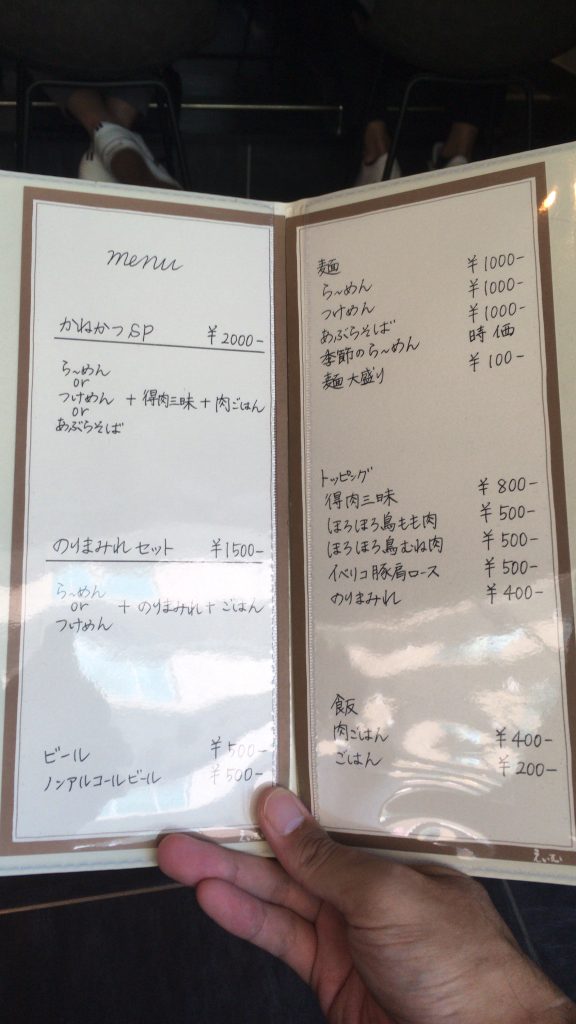 menu
かねかつSP ¥2000-
らーめん
or
つけめん + 得肉三昧 + 肉ごはん
or
あぶらそば
のりまみれセット ¥1500-
らーめん
or + のりまみれ + ごはん
つけめん
ビール ¥500-
ノンアルコールビール ¥500-
麺
ら〜めん ¥1000-
つけめん ¥1000-
あぶらそば ¥1000-
季節のら〜めん 時価
麺大盛り ¥100-
トッピング
得肉三昧 ¥800-
ほろほろ鳥もも肉 ¥500-
ほろほろ鳥むね肉 ¥500-
イベリコ豚肩ロース ¥500-
のりまみれ ¥400-
飯
肉ごはん ¥400-
ごはん ¥200-
えいむ
えいむ